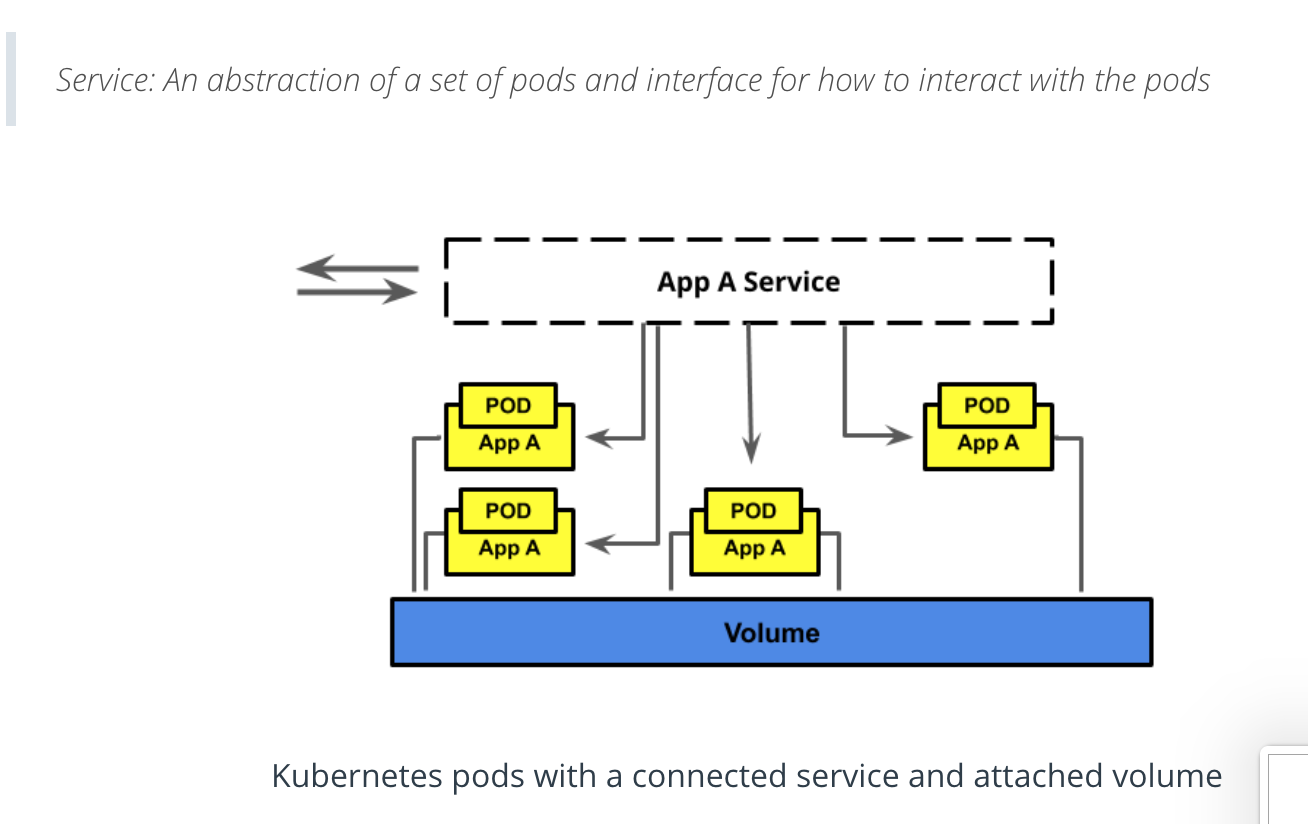 Service: An abstraction of a set of pods and interface for how to interact with the pods
App A Service
POD
App A
POD
App A
POD
App A
POD
App A
Volume
Kubernetes pods with a connected service and attached volume